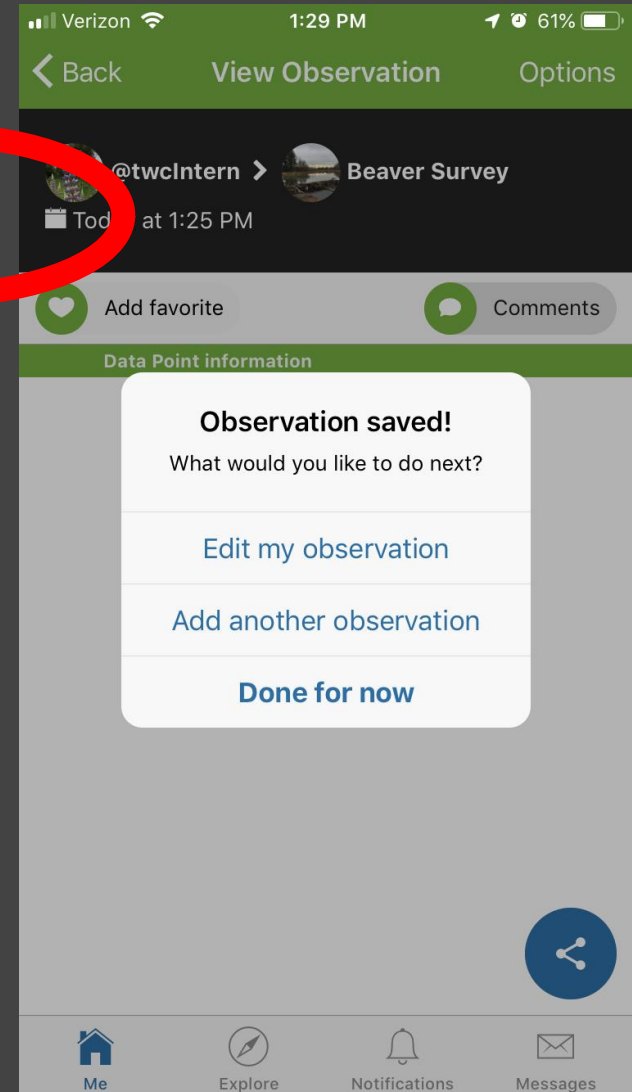 Verizon 1:29 PM 61%
Back View Observation Options
@twcIntern > Beaver Survey
at 1:25 PM
Add favorite Comments
Data Point information
Observation saved!
What would you like to do next?
Edit my observation
Add another observation
Done for now
Me Explore Notifications Messages